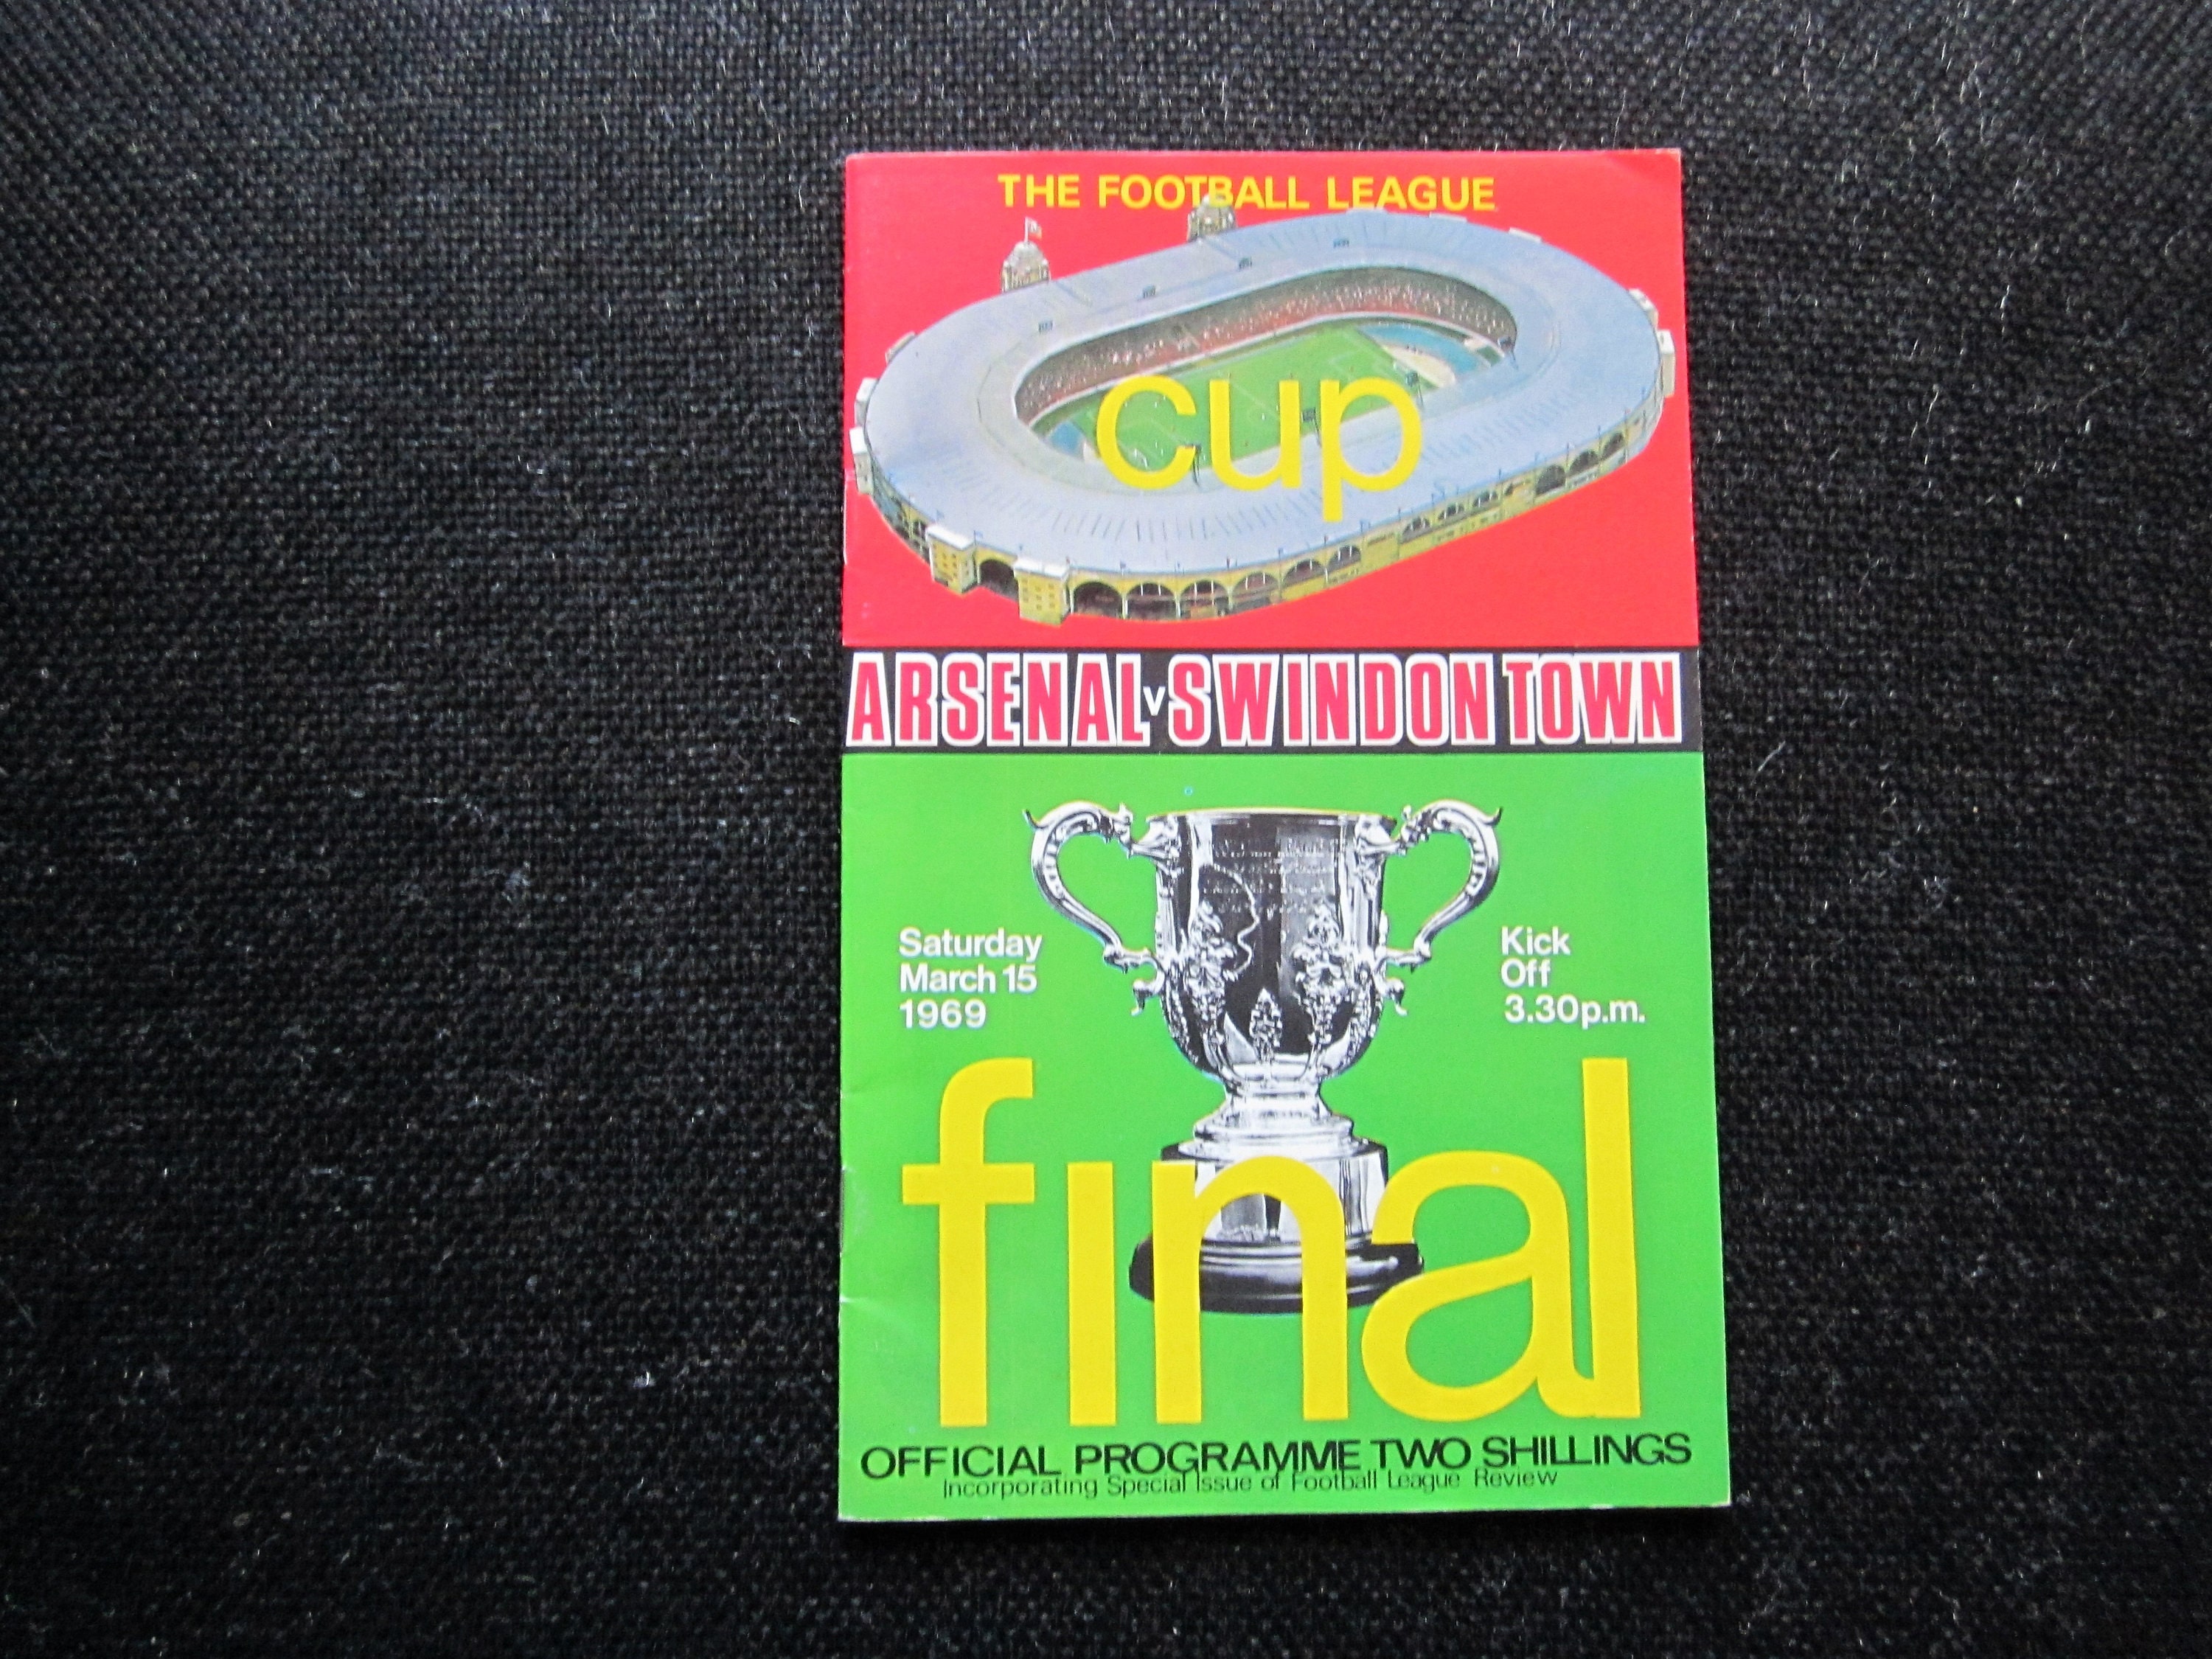 THE FOOTBALL LEAGUE
cup
ARSENAL v SWINDON TOWN
Saturday
March 15
1969
Kick
Off
3.30p.m.
final
OFFICIAL PROGRAMME TWO SHILLINGS
Incorporating Special Issue of Football League Review